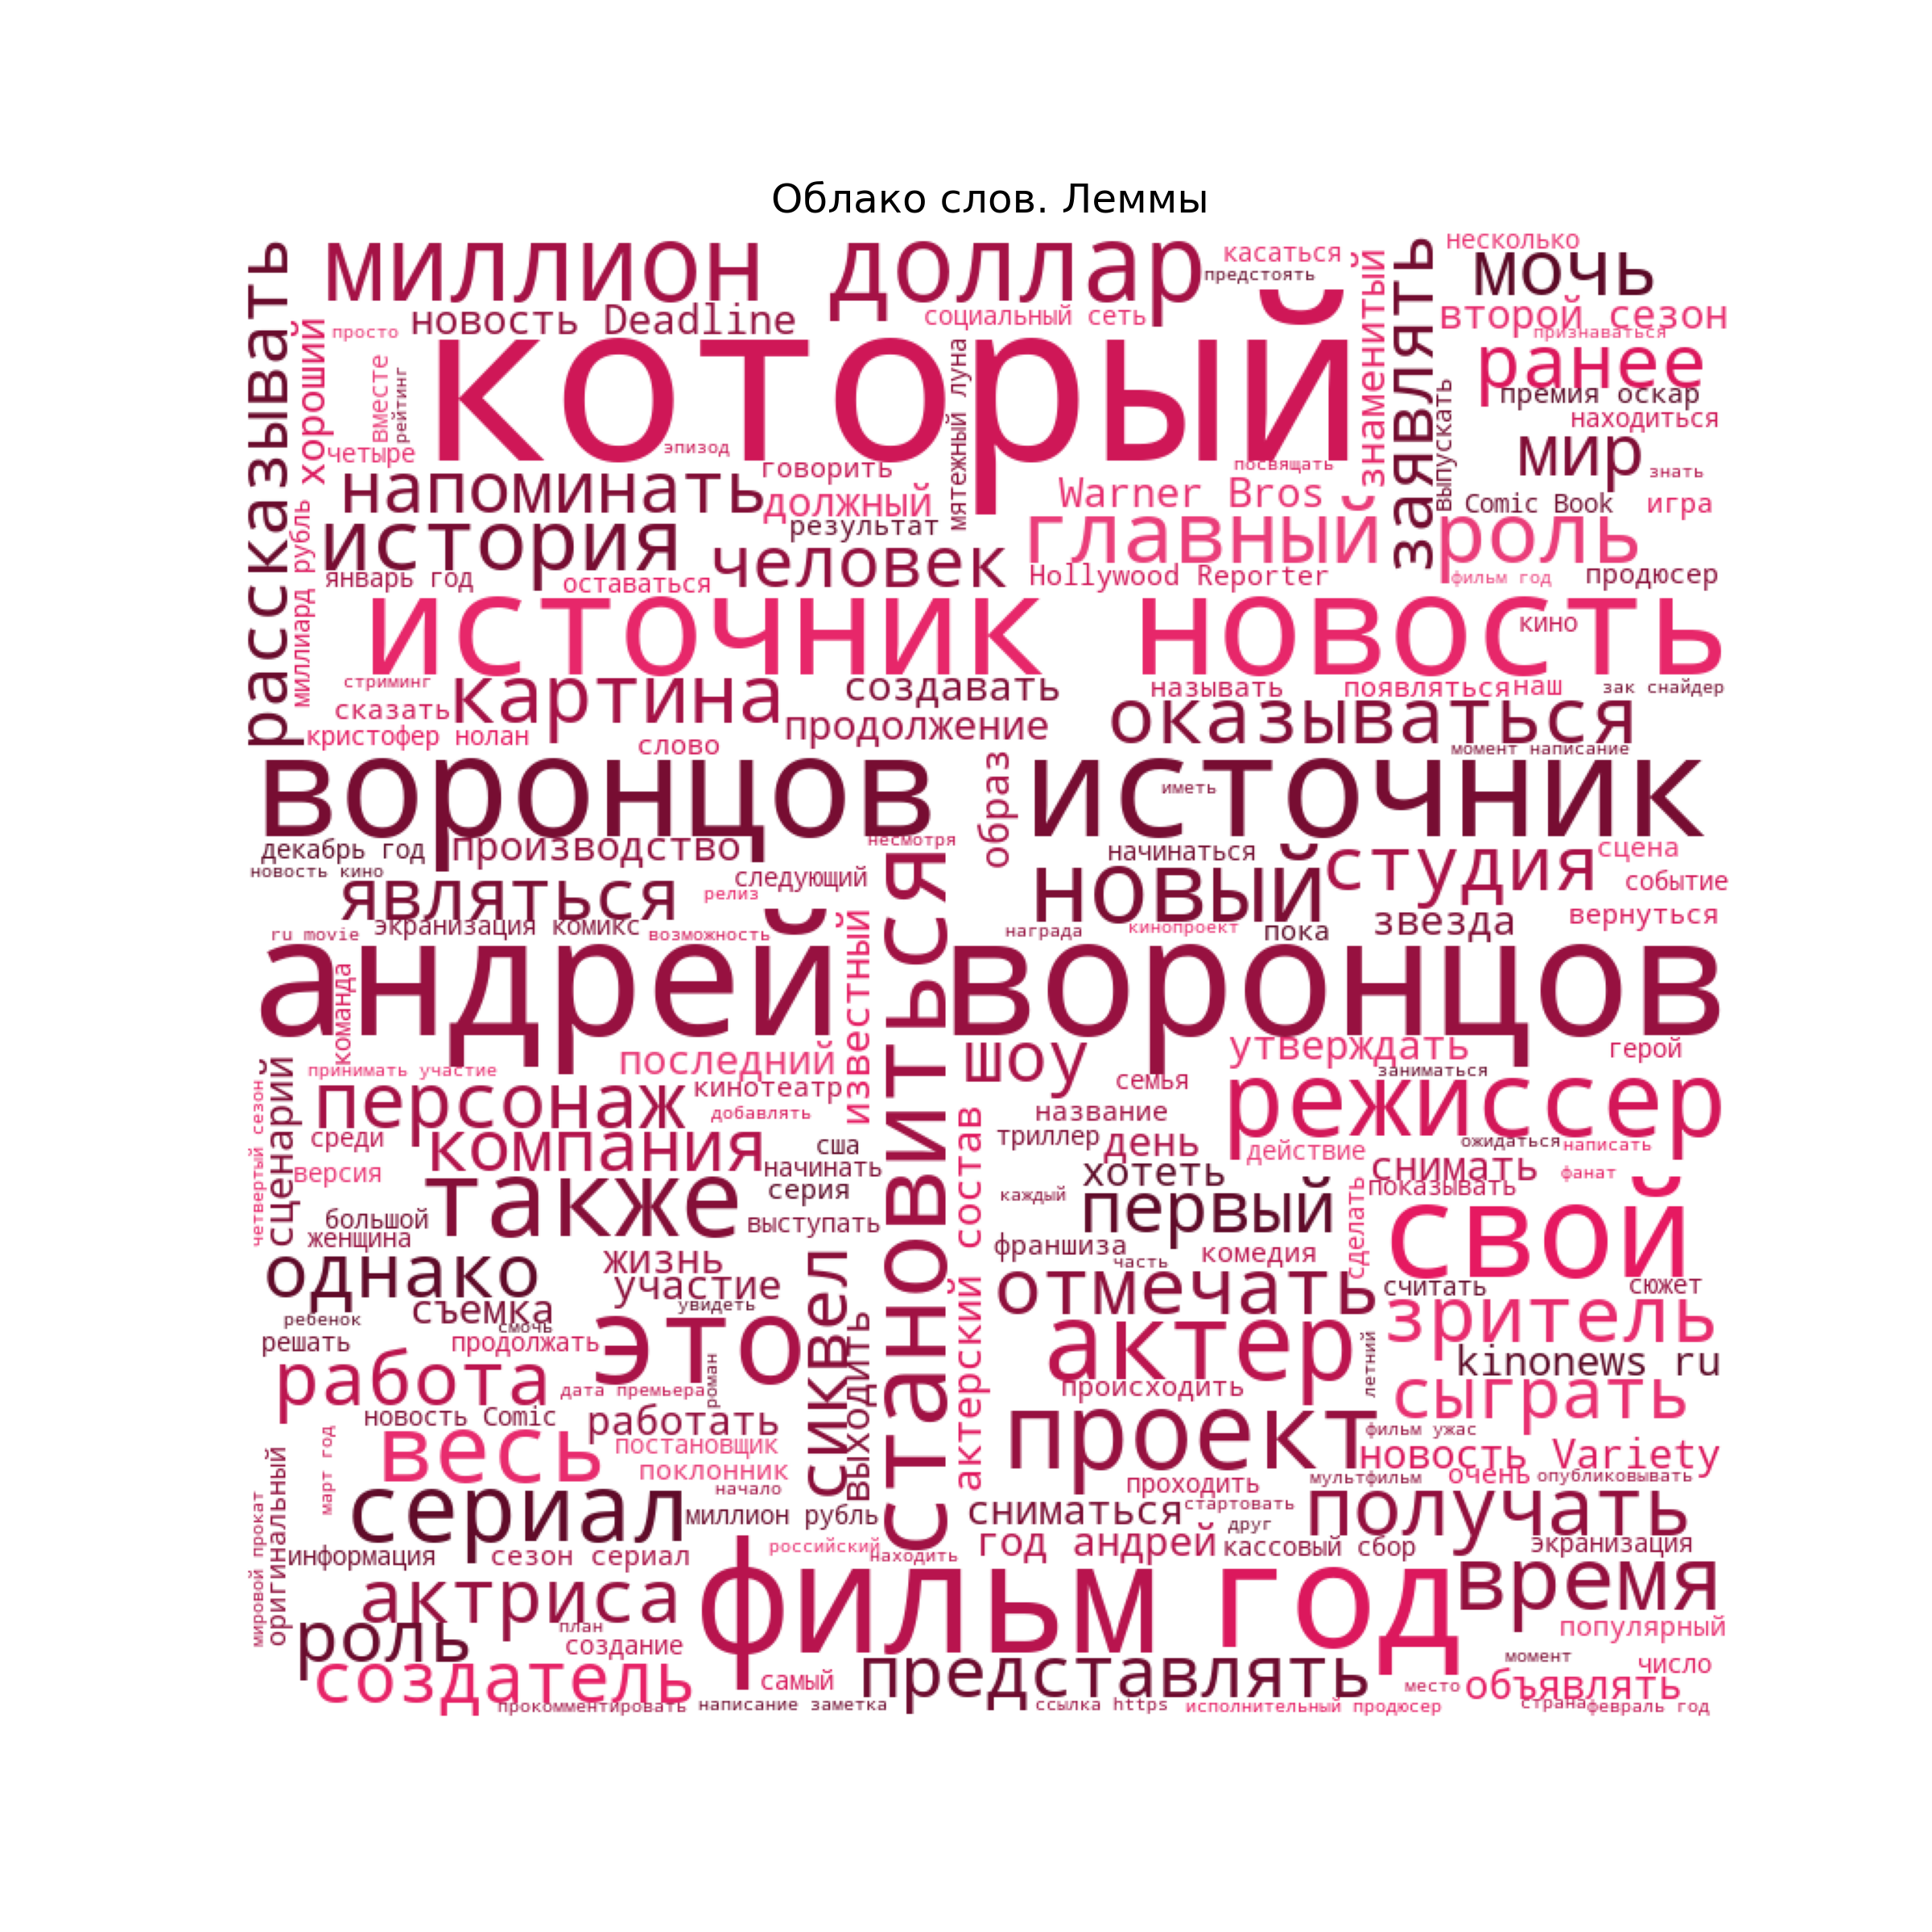 Облако слов. Леммы
миллион доллар
касаться
предстоять
несколько
мочь
рассказывать
хороший
просто
новость Deadline
социальный сеть
знаменитый
заявлять
второй сезон
признаваться
ранее
который
вместе
рейтинг
четыре
эпизод
мятежный луна
премия оскар
находиться
выпускать
мир
знать
говорить
посвящать
напоминать
должный
Warner Bros
Comic Book
игра
результат
миллиард рубль
история
человек
главный роль
январь год
оставаться
Hollywood Reporter
фильм год
продюсер
источник новость
кино
стриминг
картина
создавать
называть
появляться
наш
зак снайдер
сказать
продолжение
оказываться
кристофер нолан
слово
момент написание
воронцов источник
образ
иметь
декабрь год
производство
несмотря
начинаться
студия
сцена
новость кино
являться
следующий
релиз
новый
событие
экранизация комикс
звезда
вернуться
ru movie
возможность
награда
кинопроект
пока
андрей воронцов
известный
становиться
команда
последний
шоу
утверждать
герой
сценарий
принимать участие
заниматься
четвертый сезон
персонаж
кинотеатр
семья
режиссер
добавлять
название
среди
компания
сша
актерский состав
триллер
день
ожидаться
написать
версия
начинать
действие
снимать
фанат
также
серия
хотеть
показывать
каждый
большой
выступать
первый
сделать
свой
женщина
франшиза
комедия
однако
жизнь
часть
участие
сиквел
отмечать
считать
сюжет
съемка
увидеть
ребенок
смочь
это
зритель
решать
продолжать
выходить
актер
летний
kinonews ru
работа
дата премьера
роман
происходить
сыграть
новость Comic
работать
проект
фильм ужас
весь
постановщик
новость Variety
март год
поклонник
мультфильм
очень
опубликовывать
оригинальный
начало
проходить
сериал
миллион рубль
сниматься
стартовать
получать
мировой прокат
друг
информация
сезон сериал
российский
находить
год андрей
кассовый сбор
экранизация
актриса
фильм год
время
роль
план
создание
популярный
момент
число
создатель
самый
представлять
место
объявлять
прокомментировать
написание заметка
ссылка https
исполнительный продюсер
страна
февраль год